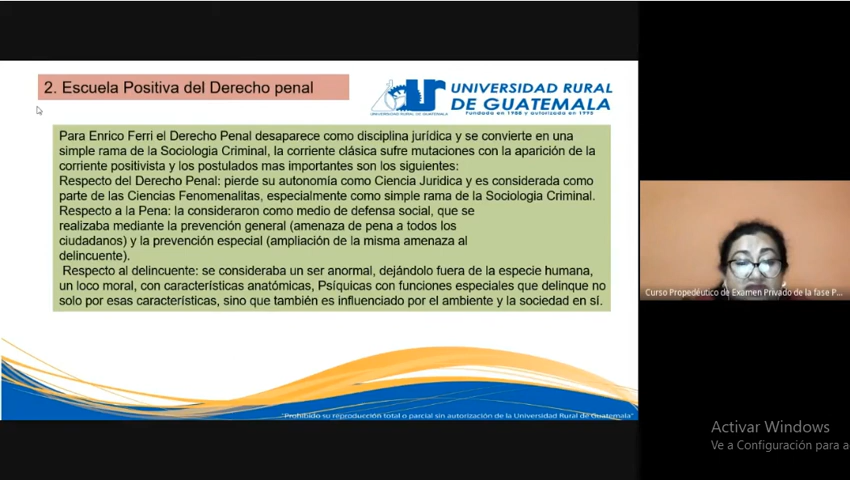 2. Escuela Positiva del Derecho penal
UNIVERSIDAD RURAL
DE GUATEMALA
UNIVERSIDAD RURAL DE GUATEMALA
Fundada en 1988 y autorizada en 1995
Para Enrico Ferri el Derecho Penal desaparece como disciplina jurídica y se convierte en una
simple rama de la Sociologia Criminal, la corriente clásica sufre mutaciones con la aparición de la
corriente positivista y los postulados mas importantes son los siguientes:
Respecto del Derecho Penal: pierde su autonomía como Ciencia Juridica y es considerada como
parte de las Ciencias Fenomenalitas, especialmente como simple rama de la Sociologia Criminal.
Respecto a la Pena: la consideraron como medio de defensa social, que se
realizaba mediante la prevención general (amenaza de pena a todos los
ciudadanos) y la prevención especial (ampliación de la misma amenaza al
delincuente).
Respecto al delincuente: se consideraba un ser anormal, dejándolo fuera de la especie humana,
un loco moral, con características anatómicas, Psíquicas con funciones especiales que delinque no
solo por esas características, sino que también es influenciado por el ambiente y la sociedad en sí.
"Prohibido su reproducción total o parcial sin autorización de la Universidad Rural de Guatemala"
Curso Propedéutico de Examen Privado de la fase P...
Activar Windows
Ve a Configuración para a